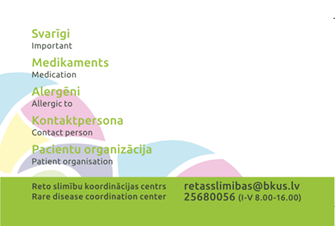 Svarīgi
Important
Medikaments
Medication
Alergēni
Allergic to
Kontaktpersona
Contact person
Pacientu organizācija
Patient organisation
Reto slimību koordinācijas centrs
Rare disease coordination center
retasslimibas@bkus.lv
25680056 (I-V 8.00-16.00)